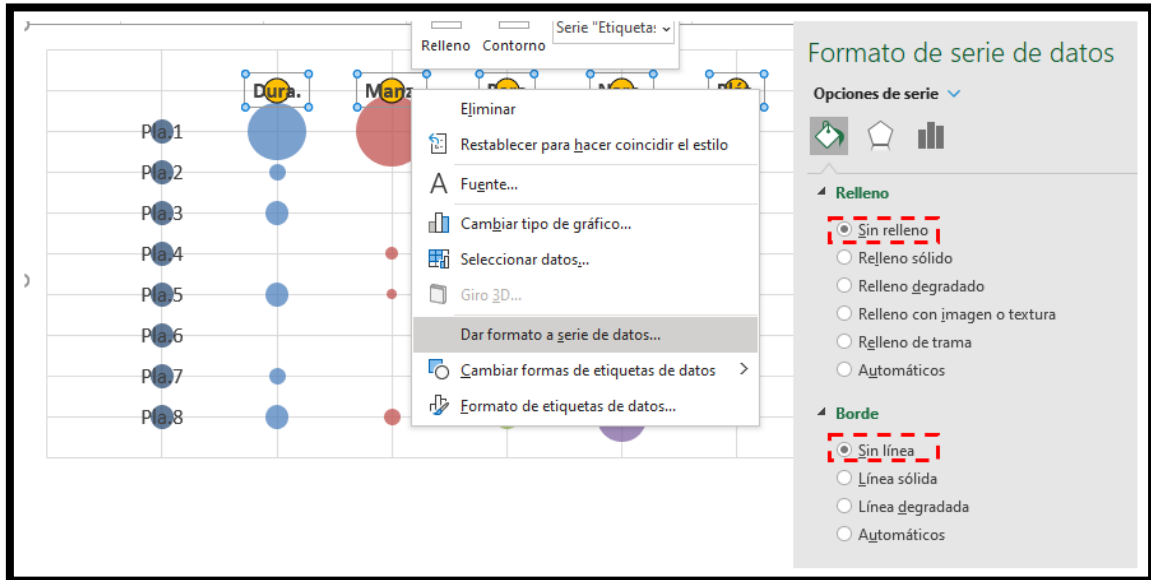 Serie "Etiqueta:
Relleno Contorno
Dura.
Manz
Pla.1
Pla.2
Pla.3
Pla.4
Pla.5
Pla.6
Pla.7
Pla.8
Eliminar
Restablecer para hacer coincidir el estilo
Fuente...
Cambiar tipo de gráfico...
Seleccionar datos...
Giro 3D...
Dar formato a serie de datos...
Cambiar formas de etiquetas de datos
Formato de etiquetas de datos...
Formato de serie de datos
Opciones de serie
Relleno
Sin relleno
Relleno sólido
Relleno degradado
Relleno con imagen o textura
Relleno de trama
Automáticos
Borde
Sin línea
Línea sólida
Línea degradada
Automáticos